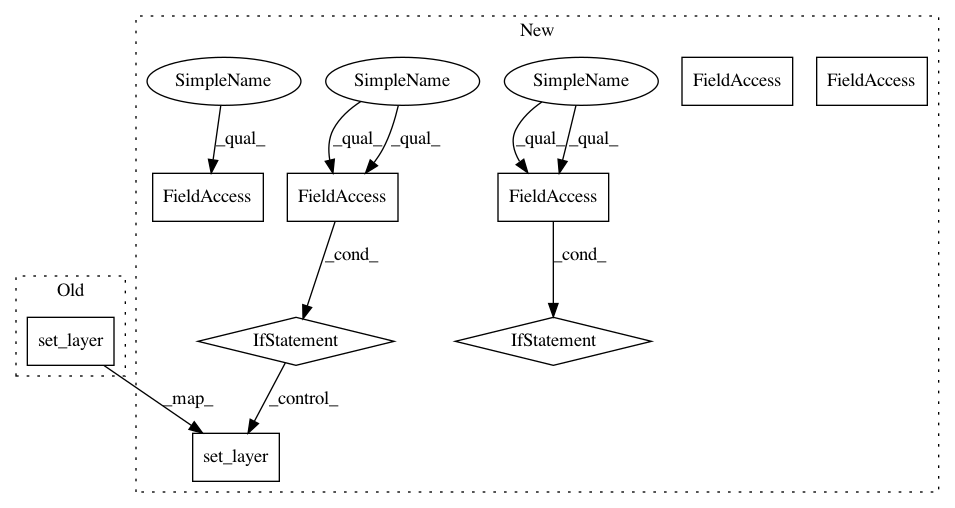 New
SimpleName
SimpleName
SimpleName
FieldAccess
FieldAccess
_qual_
_qual_
_qual_
_qual_
_qual_
FieldAccess
FieldAccess
FieldAccess
_cond_
_cond_
Old
set_layer
IfStatement
IfStatement
_map_
_control_
set_layer